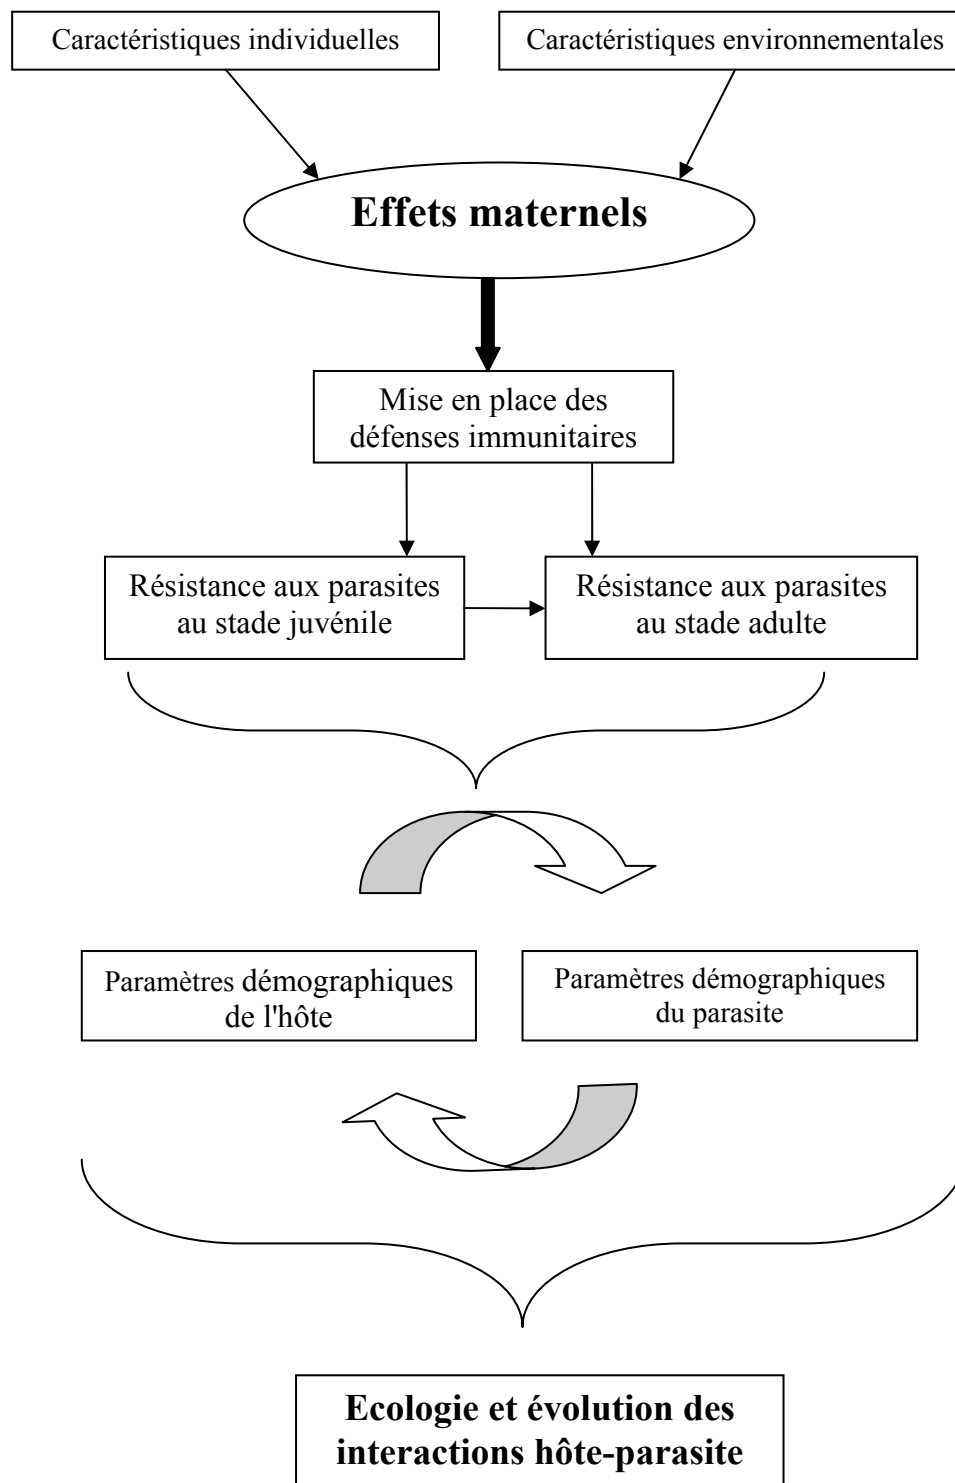 Caractéristiques individuelles
Caractéristiques environnementales
Effets maternels
Mise en place des
défenses immunitaires
Résistance aux parasites
au stade juvénile
Résistance aux parasites
au stade adulte
Paramètres démographiques
de l'hôte
Paramètres démographiques
du parasite
Ecologie et évolution des
interactions hôte-parasite